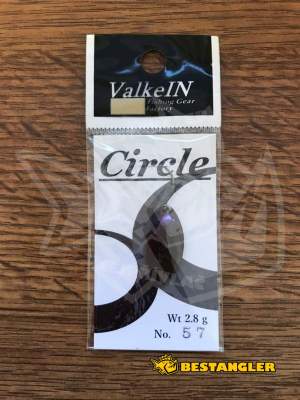 ValkeIN
Fishing Gear
Factory
Circle
Wt 2.8 g
No. 57
BESTANGLER